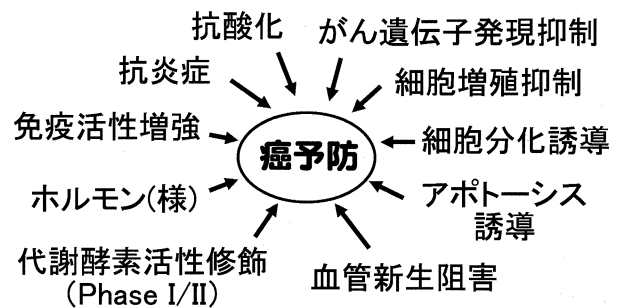 抗酸化
がん遺伝子発現抑制
抗炎症
細胞増殖抑制
免疫活性増強
癌予防
細胞分化誘導
ホルモン(様)
アポトーシス
誘導
代謝酵素活性修飾
(Phase I/II)
血管新生阻害